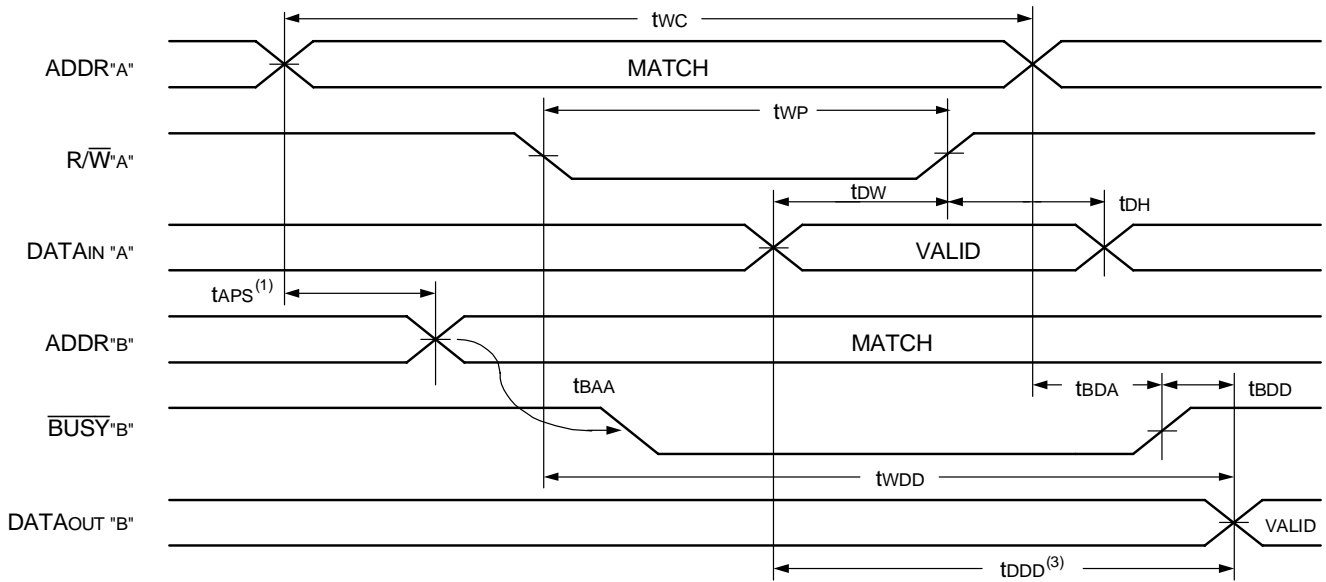 tWC
ADDR"A"
MATCH
tWP
R/W̅"A"
tDW
tDH
DATAIN "A"
VALID
tAPS(1)
ADDR"B"
MATCH
tBAA
tBDA
tBDD
B̅U̅S̅Y̅"B"
tWDD
DATAOUT "B"
VALID
tDDD(3)